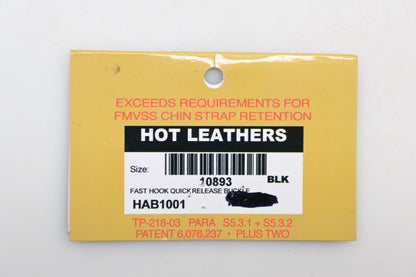 EXCEEDS REQUIREMENTS FOR
FMVSS CHIN STRAP RETENTION
HOT LEATHERS
Size:
10893 BLK
FAST HOOK QUICK RELEASE BUCKLE
HAB1001
TP-218-03 PARA S5.3.1 + S5.3.2
PATENT 6,076,237 • PLUS TWO